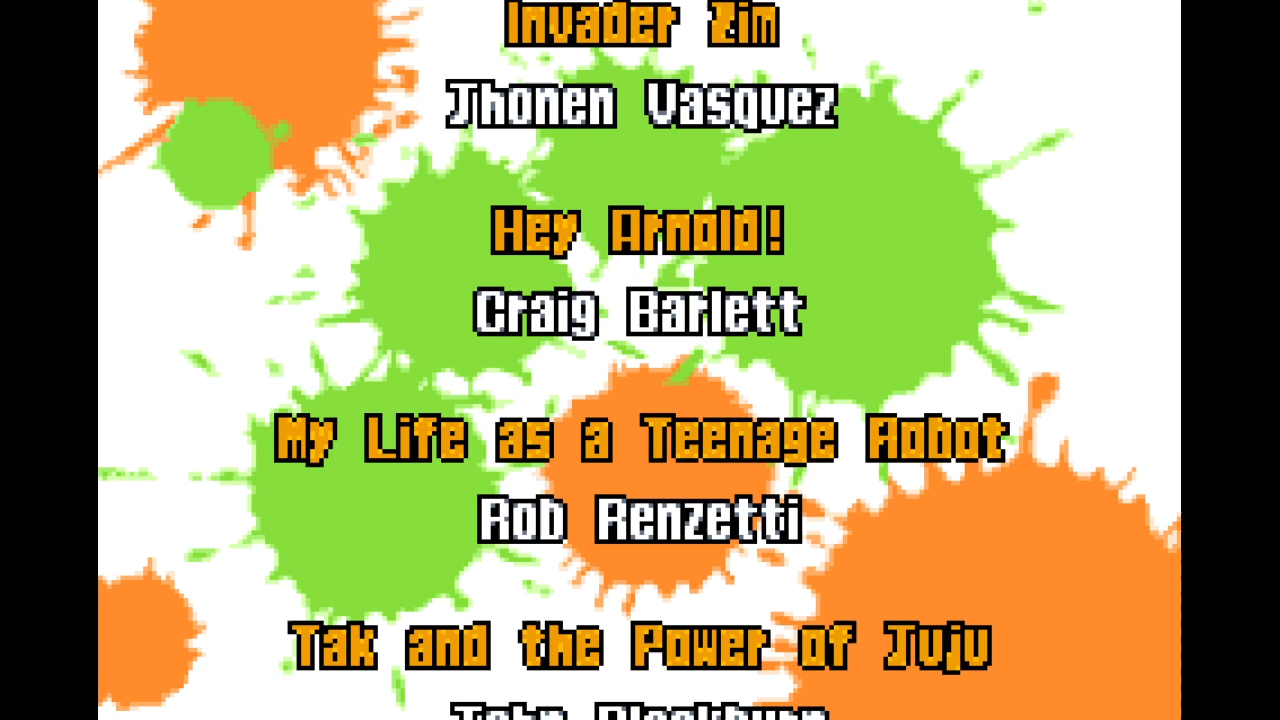 Invader Zim
Jhonen Vasquez
Hey Arnold!
Craig Barlett
My Life as a Teenage Robot
Rob Renzetti
Tak and the Power of Juju